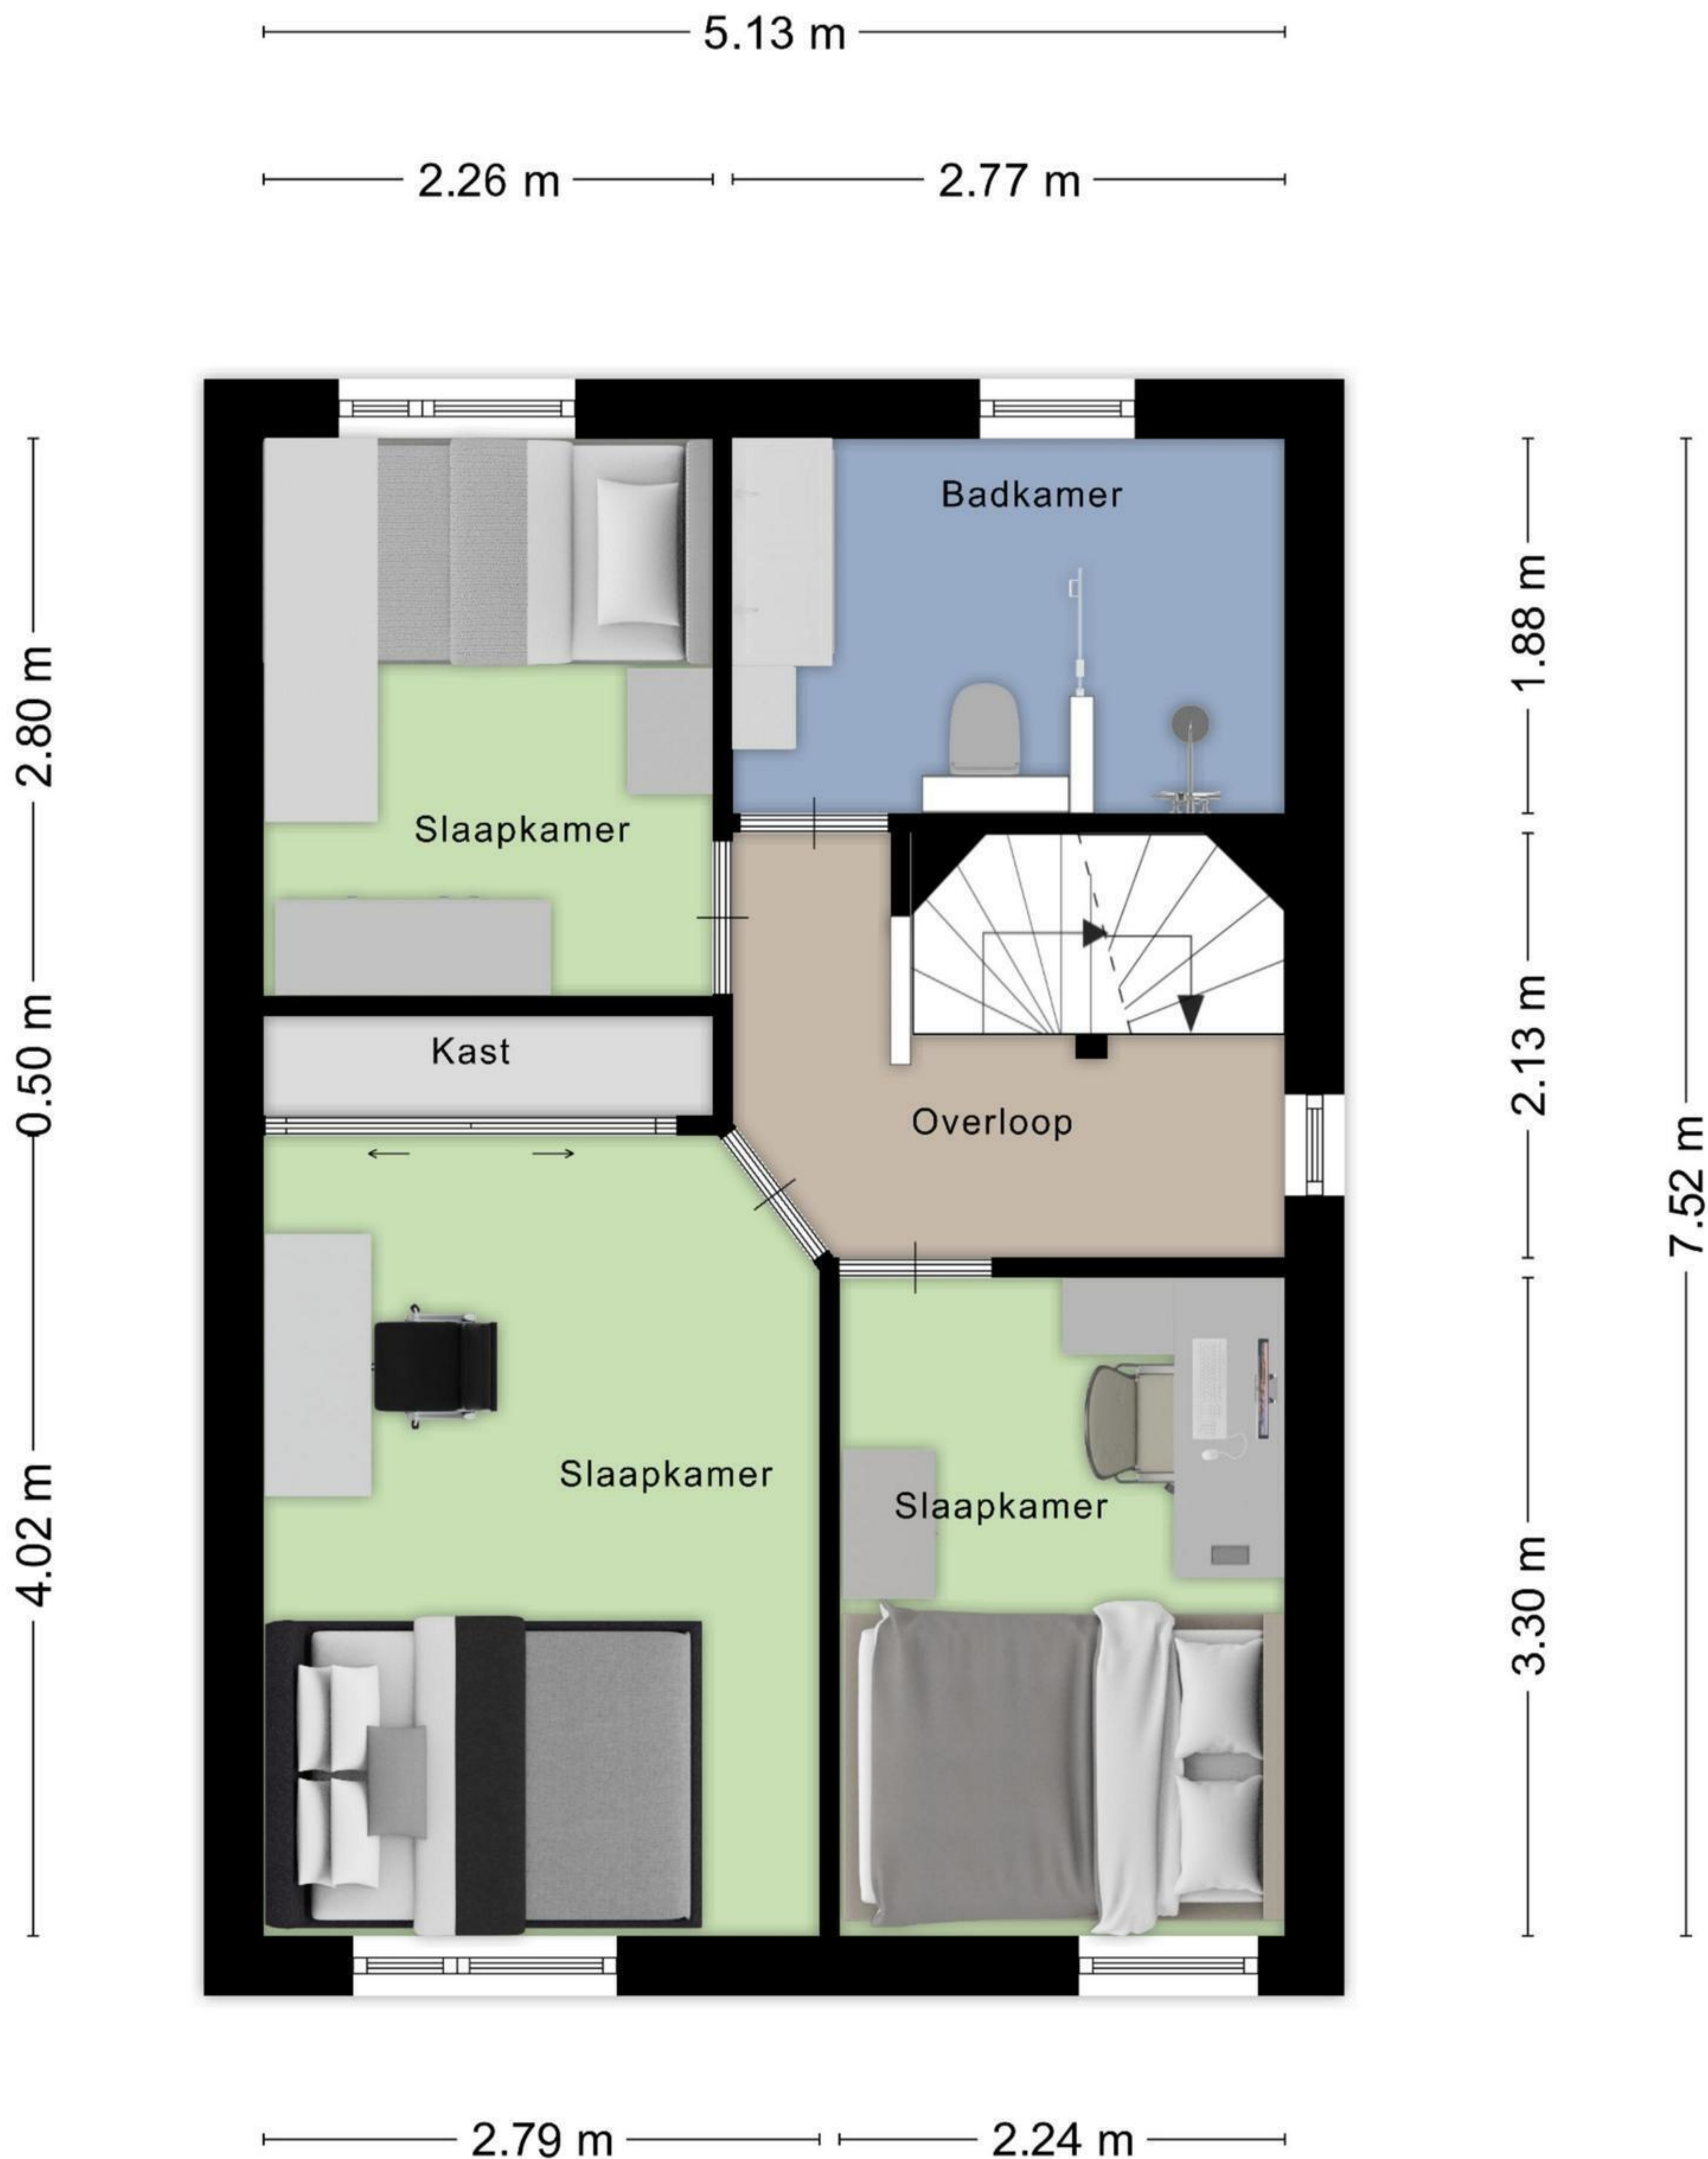 5.13 m
2.26 m
2.77 m
Badkamer
1.88 m
2.80 m
Slaapkamer
0.50 m
Kast
2.13 m
Overloop
7.52 m
4.02 m
Slaapkamer
Slaapkamer
3.30 m
2.79 m
2.24 m